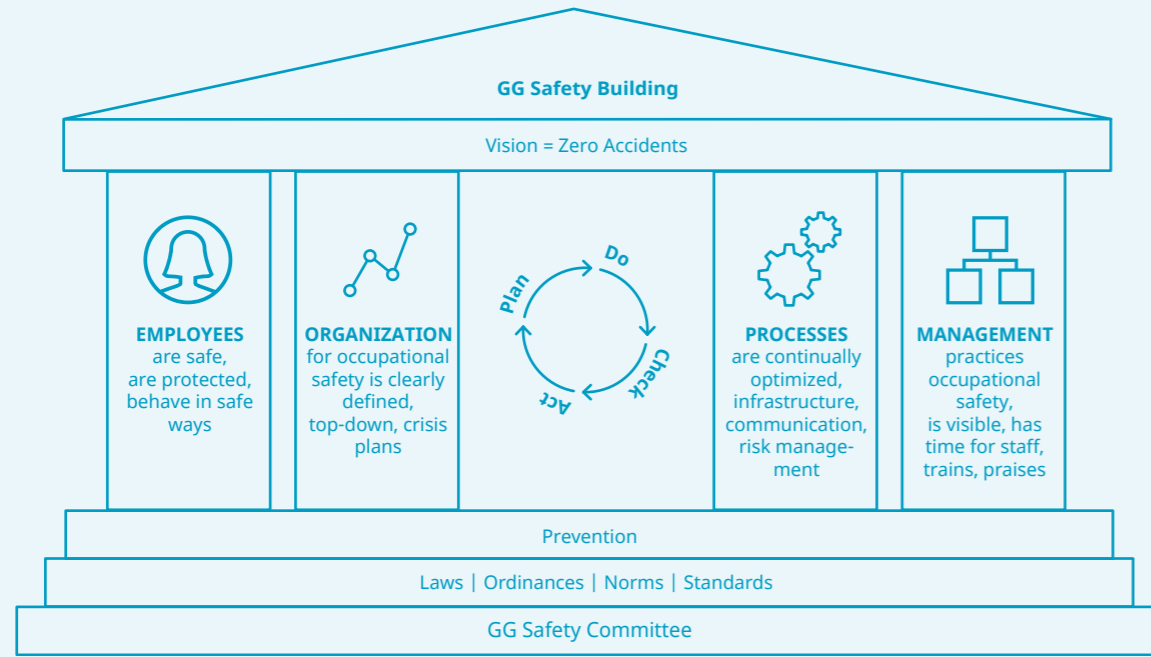 GG Safety Building
Vision = Zero Accidents
EMPLOYEES
are safe,
are protected,
behave in safe
ways
ORGANIZATION
for occupational
safety is clearly
defined,
top-down, crisis
plans
Plan
Do
Check
Act
PROCESSES
are continually
optimized,
infrastructure,
communication,
risk manage-
ment
MANAGEMENT
practices
occupational
safety,
is visible, has
time for staff,
trains, praises
Prevention
Laws | Ordinances | Norms | Standards
GG Safety Committee